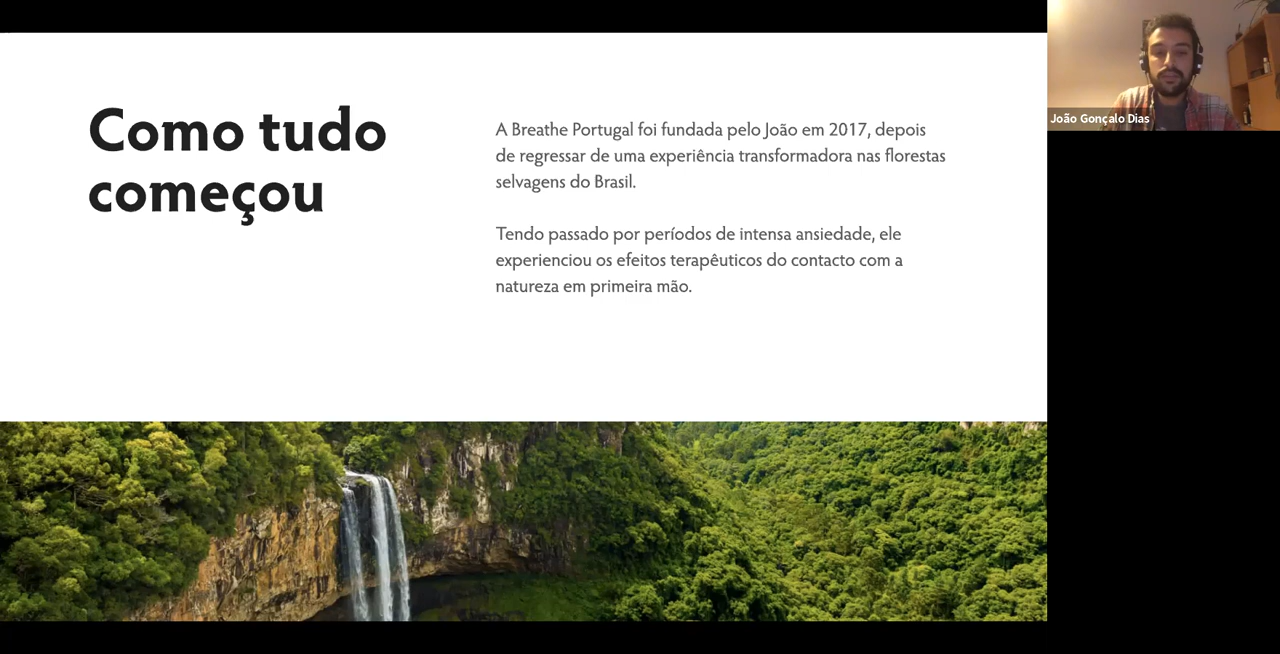 Como tudo
começou
A Breathe Portugal foi fundada pelo João em 2017, depois
de regressar de uma experiência transformadora nas florestas
selvagens do Brasil.
Tendo passado por períodos de intensa ansiedade, ele
experienciou os efeitos terapêuticos do contacto com a
natureza em primeira mão.
João Gonçalo Dias